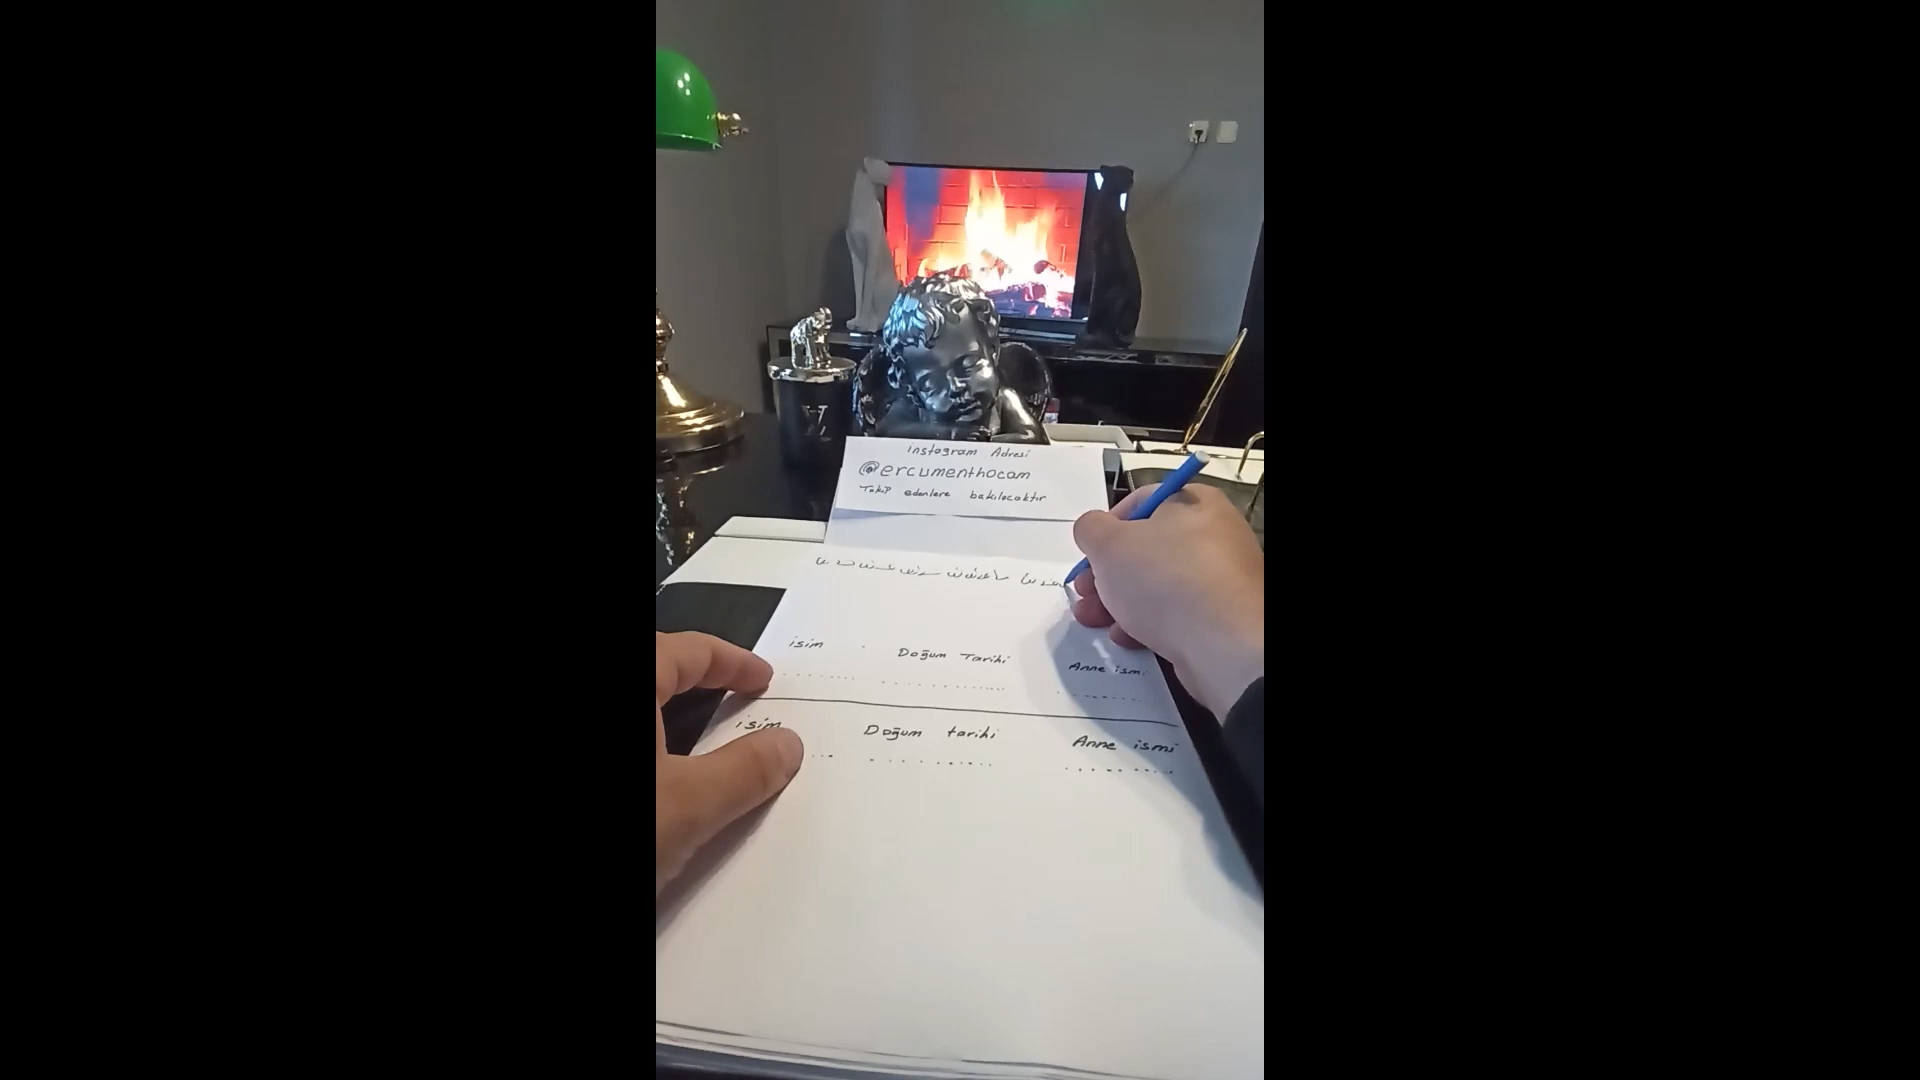 instagram Adresi
@ercumenthocam
Takip edenlere bakılacaktır
isim Doğum Tarihi Anne ismi
isim Doğum tarihi Anne ismi